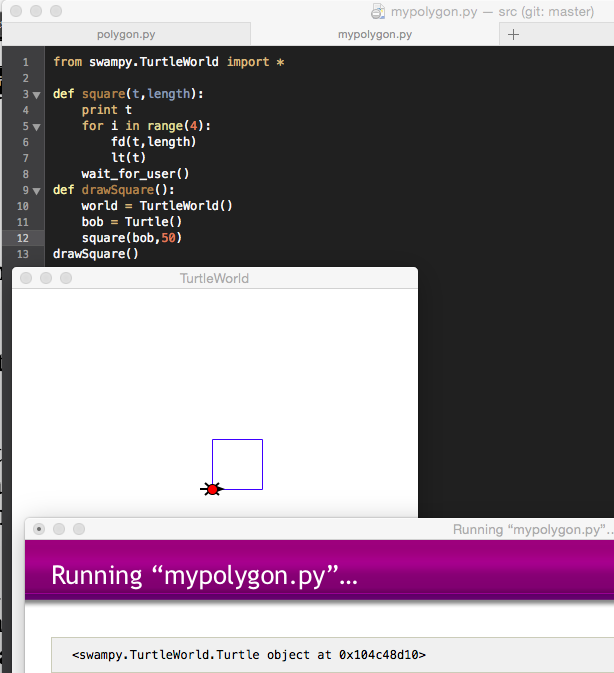 mypolygon.py — src (git: master)
polygon.py
mypolygon.py
1 from swampy.TurtleWorld import *
2
3 def square(t,length):
4 print t
5 for i in range(4):
6 fd(t,length)
7 lt(t)
8 wait_for_user()
9 def drawSquare():
10 world = TurtleWorld()
11 bob = Turtle()
12 square(bob,50)
13 drawSquare()
TurtleWorld
Running “mypolygon.py”...
Running “mypolygon.py”...
<swampy.TurtleWorld.Turtle object at 0x104c48d10>